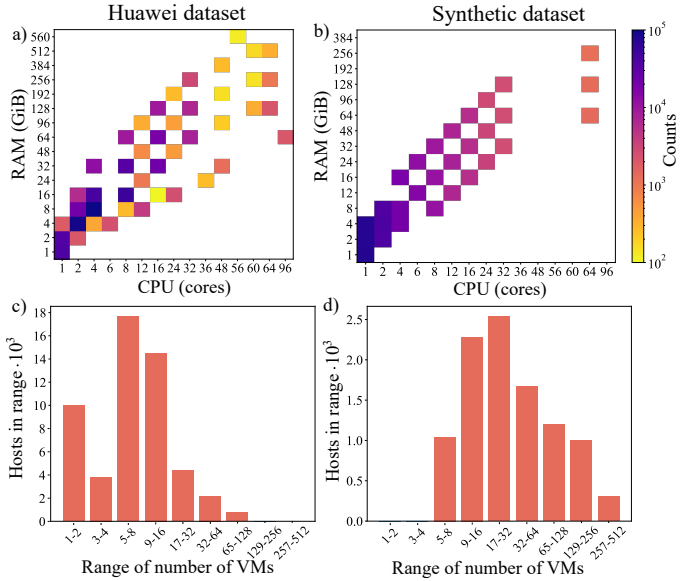 Huawei dataset
Synthetic dataset
a)
560
512
384
256
192
128
96
64
48
32
24
16
8
4
2
1
RAM (GiB)
1 2 4 6 8 12 16 24 32 36 48 56 60 64 96
CPU (cores)
b)
384
256
192
128
96
64
48
32
24
16
12
8
4
2
1
RAM (GiB)
1 2 4 6 8 12 16 24 32 48 36 56 60 64 96
CPU (cores)
10^5
10^4
10^3
10^2
Counts
c)
18
16
14
12
10
8
6
4
2
0
Hosts in range · 10^3
1-2 3-4 5-8 9-16 17-32 32-64 65-128 129-256 257-512
Range of number of VMs
d)
2.5
2.0
1.5
1.0
0.5
0.0
Hosts in range · 10^3
1-2 3-4 5-8 9-16 17-32 32-64 65-128 129-256 257-512
Range of number of VMs